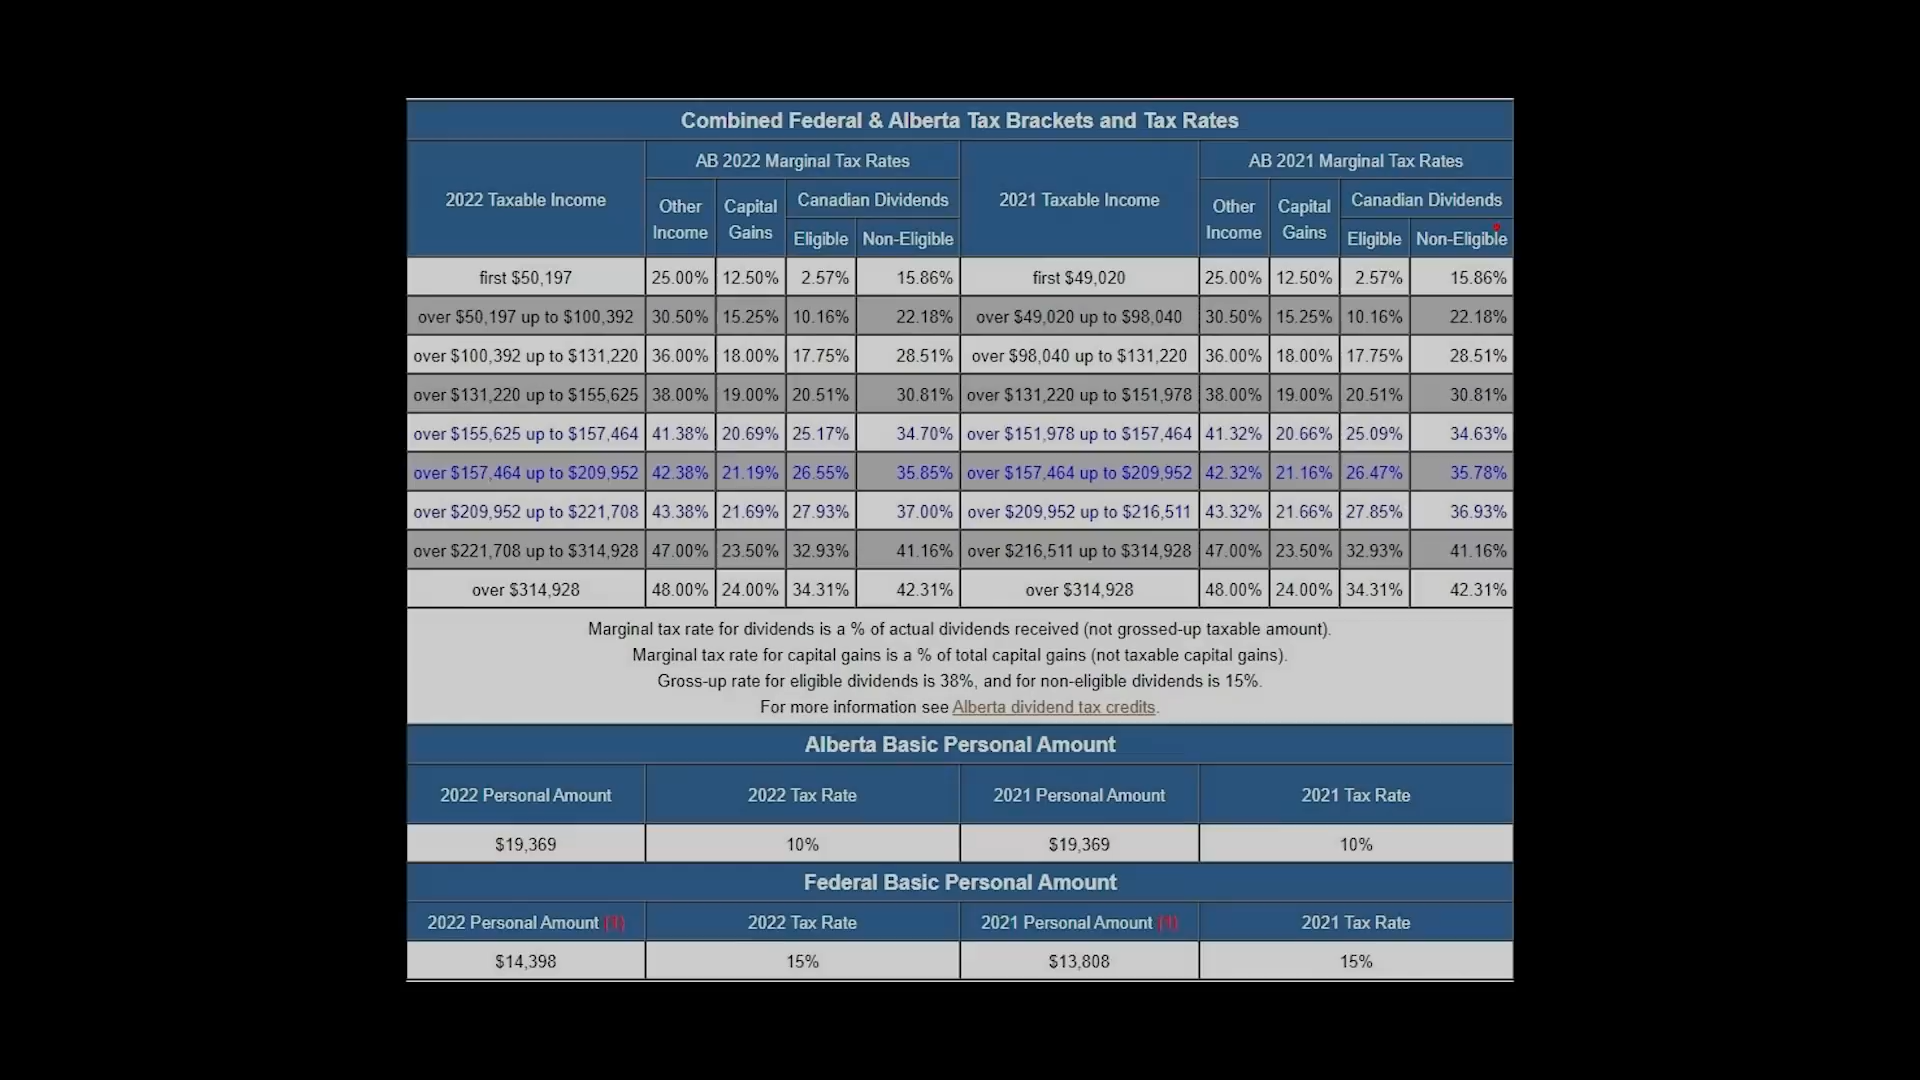 Combined Federal & Alberta Tax Brackets and Tax Rates
2022 Taxable Income AB 2022 Marginal Tax Rates 2021 Taxable Income AB 2021 Marginal Tax Rates
Other Income Capital Gains Canadian Dividends Other Income Capital Gains Canadian Dividends
Eligible Non-Eligible Eligible Non-Eligible
first $50,197 25.00% 12.50% 2.57% 15.86% first $49,020 25.00% 12.50% 2.57% 15.86%
over $50,197 up to $100,392 30.50% 15.25% 10.16% 22.18% over $49,020 up to $98,040 30.50% 15.25% 10.16% 22.18%
over $100,392 up to $131,220 36.00% 18.00% 17.75% 28.51% over $98,040 up to $131,220 36.00% 18.00% 17.75% 28.51%
over $131,220 up to $155,625 38.00% 19.00% 20.51% 30.81% over $131,220 up to $151,978 38.00% 19.00% 20.51% 30.81%
over $155,625 up to $157,464 41.38% 20.69% 25.17% 34.70% over $151,978 up to $157,464 41.32% 20.66% 25.09% 34.63%
over $157,464 up to $209,952 42.38% 21.19% 26.55% 35.85% over $157,464 up to $209,952 42.32% 21.16% 26.47% 35.78%
over $209,952 up to $221,708 43.38% 21.69% 27.93% 37.00% over $209,952 up to $216,511 43.32% 21.66% 27.85% 36.93%
over $221,708 up to $314,928 47.00% 23.50% 32.93% 41.16% over $216,511 up to $314,928 47.00% 23.50% 32.93% 41.16%
over $314,928 48.00% 24.00% 34.31% 42.31% over $314,928 48.00% 24.00% 34.31% 42.31%
Marginal tax rate for dividends is a % of actual dividends received (not grossed-up taxable amount).
Marginal tax rate for capital gains is a % of total capital gains (not taxable capital gains).
Gross-up rate for eligible dividends is 38%, and for non-eligible dividends is 15%.
For more information see Alberta dividend tax credits.
Alberta Basic Personal Amount
2022 Personal Amount 2022 Tax Rate 2021 Personal Amount 2021 Tax Rate
$19,369 10% $19,369 10%
Federal Basic Personal Amount
2022 Personal Amount (1) 2022 Tax Rate 2021 Personal Amount (1) 2021 Tax Rate
$14,398 15% $13,808 15%